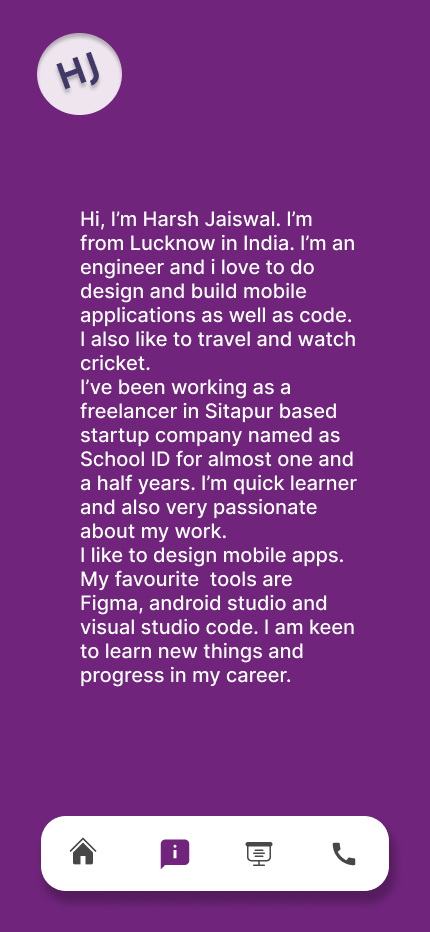 HJ
Hi, I’m Harsh Jaiswal. I’m
from Lucknow in India. I’m an
engineer and i love to do
design and build mobile
applications as well as code.
I also like to travel and watch
cricket.
I’ve been working as a
freelancer in Sitapur based
startup company named as
School ID for almost one and
a half years. I’m quick learner
and also very passionate
about my work.
I like to design mobile apps.
My favourite  tools are
Figma, android studio and
visual studio code. I am keen
to learn new things and
progress in my career.